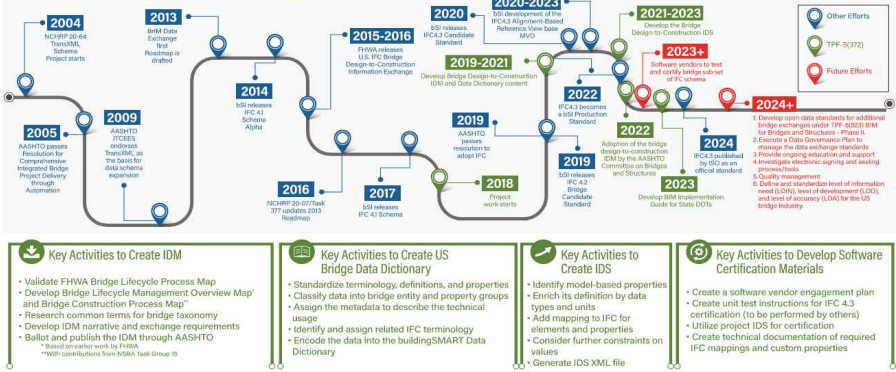 2004
NCHRP 20-64
TransXML
Schema
Project starts
2005
AASHTO passes
Resolution for
Comprehensive
Integrated Bridge
Project Delivery
through
Automation
2009
AASHTO
JTCEES
endorses
TransXML as
the basis for
data schema
expansion
2013
BrIM Data
Exchange
first
Roadmap is
drafted
2014
bSI releases
IFC 4.1
Schema
Alpha
2015-2016
FHWA releases
U.S. IFC Bridge
Design-to-Construction
Information Exchange
2016
NCHRP 20-07/Task
377 updates 2013
Roadmap
2017
bSI releases
IFC 4.1 Schema
2018
Project
work starts
2019
AASHTO
passes
resolution to
adopt IFC
2019
bSI releases
IFC 4.2
Bridge
Candidate
Standard
2019-2021
Develop Bridge Design-to-Construction
IDM and Data Dictionary content
2020
bSI releases
IFC4.3 Candidate
Standard
2020-2023
bSI development of the
IFC4.3 Alignment-Based
Reference View base
MVD
2021-2023
Develop the Bridge
Design-to-Construction IDS
2022
IFC4.3 becomes
a bSI Production
Standard
2022
Adoption of the bridge
design-to-construction
IDM by the AASHTO
Committee on Bridges
and Structures
2023+
Software vendors to test
and certify bridge sub-set
of IFC schema
2023
Develop BIM Implementation
Guide for State DOTs
2024
IFC4.3 published
by ISO as an
official standard
2024+
1. Develop open data standards for additional
bridge exchanges under TPF-5(523) BIM
for Bridges and Structures - Phase II.
2. Execute a Data Governance Plan to
manage the data exchange standards
3. Provide ongoing education and support
4. Investigate electronic signing and sealing
process/tools
5. Quality management
6. Define and standardize level of information
need (LOIN), level of development (LOD),
and level of accuracy (LOA) for the US
bridge industry.
Other Efforts
TPF-5(372)
Future Efforts
Key Activities to Create IDM
• Validate FHWA Bridge Lifecycle Process Map
• Develop Bridge Lifecycle Management Overview Map*
and Bridge Construction Process Map**
• Research common terms for bridge taxonomy
• Develop IDM narrative and exchange requirements
• Ballot and publish the IDM through AASHTO
* Based on earlier work by FHWA
**With contributions from NSBA Task Group 15
Key Activities to Create US
Bridge Data Dictionary
• Standardize terminology, definitions, and properties
• Classify data into bridge entity and property groups
• Assign the metadata to describe the technical
usage
• Identify and assign related IFC terminology
• Encode the data into the buildingSMART Data
Dictionary
Key Activities to
Create IDS
• Identify model-based properties
• Enrich its definition by data
types and units
• Add mapping to IFC for
elements and properties
• Consider further constraints on
values
• Generate IDS XML file
Key Activities to Develop Software
Certification Materials
• Create a software vendor engagement plan
• Create unit test instructions for IFC 4.3
certification (to be performed by others)
• Utilize project IDS for certification
• Create technical documentation of required
IFC mappings and custom properties